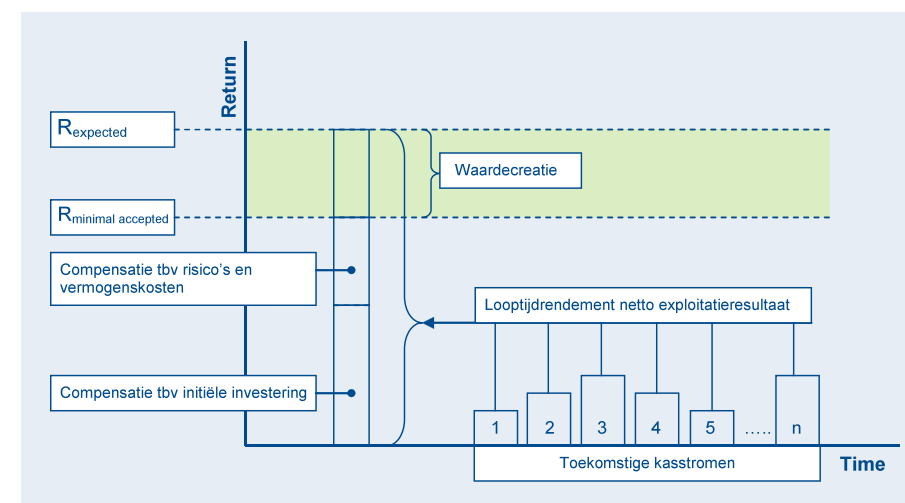 Return
Rexpected
Waardecreatie
Rminimal accepted
Compensatie tbv risico's en
vermogenskosten
Looptijdrendement netto exploitatieresultaat
Compensatie tbv initiële investering
1 2 3 4 5 ..... n
Toekomstige kasstromen
Time